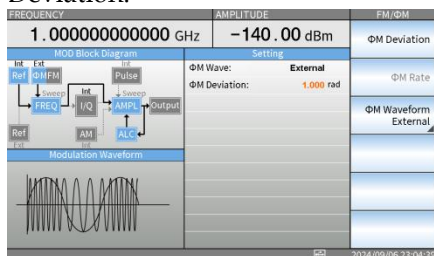 Deviation.
FREQUENCY
AMPLITUDE
FM/ΦM
1.000000000000 GHz
-140.00 dBm
ΦM Deviation
MOD Block Diagram
Setting
Int Ext Int
Ref ΦM FM Pulse
ΦM Wave: External
ΦM Deviation: 1.000 rad
ΦM Rate
Sweep Int Sweep
FREQ I/Q AMPL Output
ΦM Waveform
External
Ref AM ALC
Ext Int
Modulation Waveform
2024/09/06 23:04:39